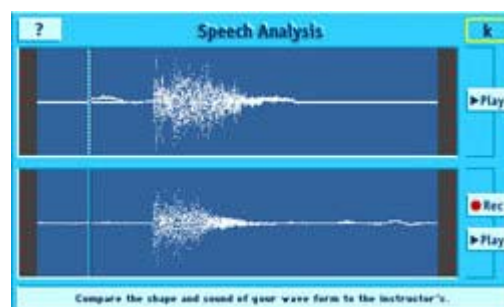 ? Speech Analysis k
▶Play
●Rec
▶Play
Compare the shape and sound of your wave form to the instructor's.